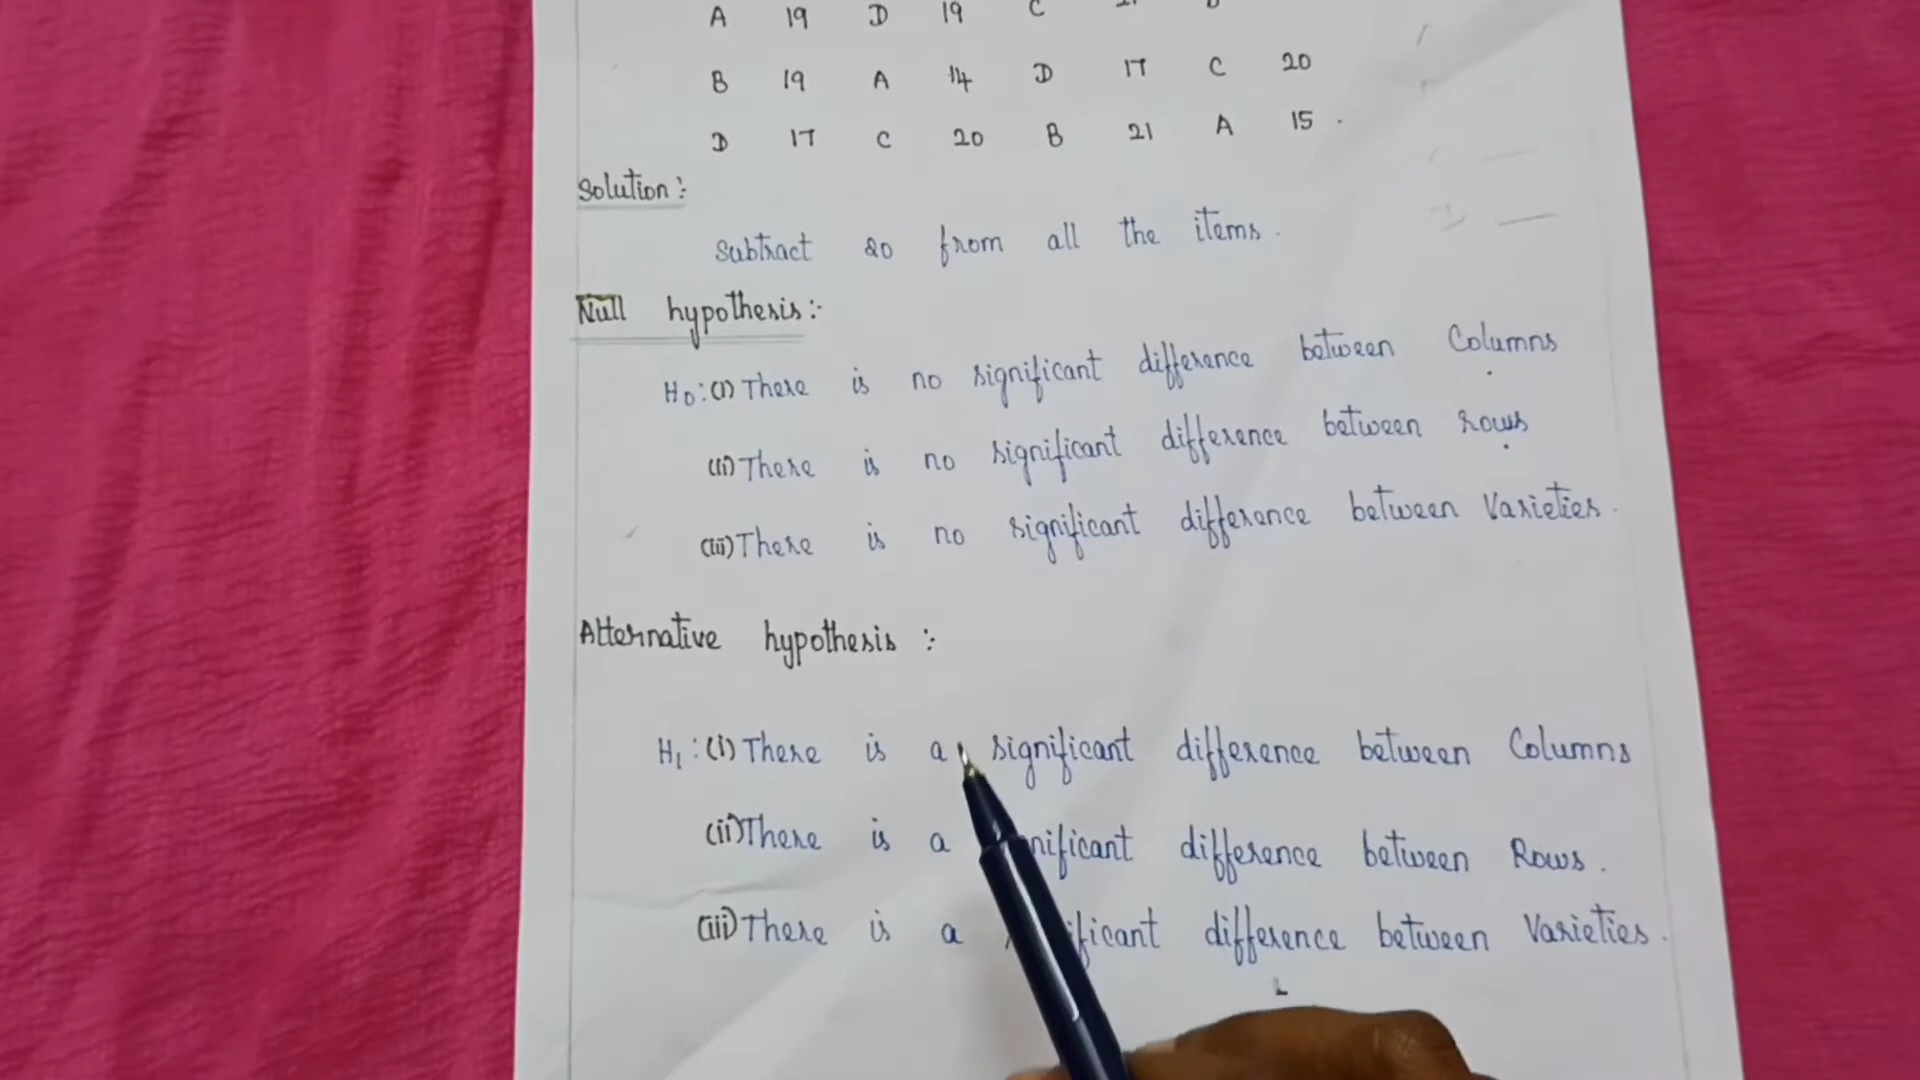 A 19 D 19 C
B 19 A 14 D 17 C 20
D 17 C 20 B 21 A 15 .
Solution :-
Subtract 20 from all the items .
Null hypothesis :-
H0 : (i) There is no significant difference between Columns
(ii) There is no significant difference between rows
(iii) There is no significant difference between Varieties .
Alternative hypothesis :-
H1 : (i) There is a significant difference between Columns
(ii) There is a nificant difference between Rows .
(iii) There is a ificant difference between Varieties .